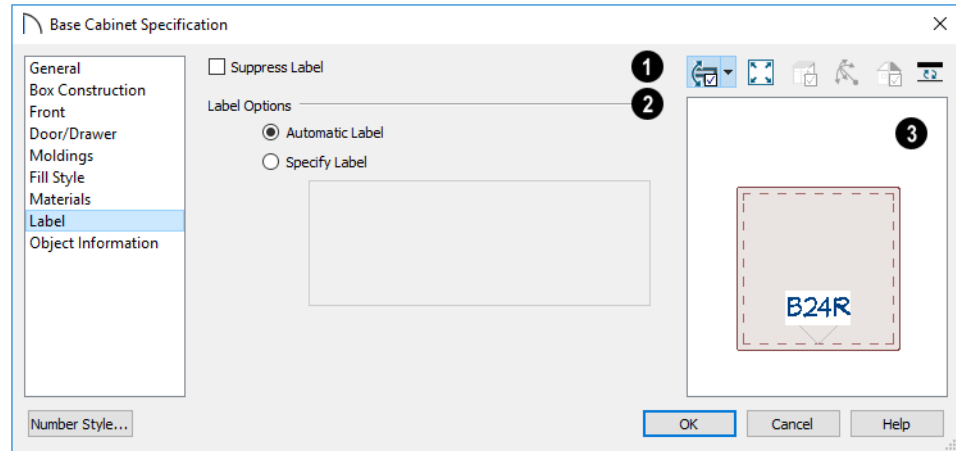 Base Cabinet Specification
General
Box Construction
Front
Door/Drawer
Moldings
Fill Style
Materials
Label
Object Information
Suppress Label
1
Label Options
2
Automatic Label
Specify Label
3
B24R
Number Style...
OK
Cancel
Help